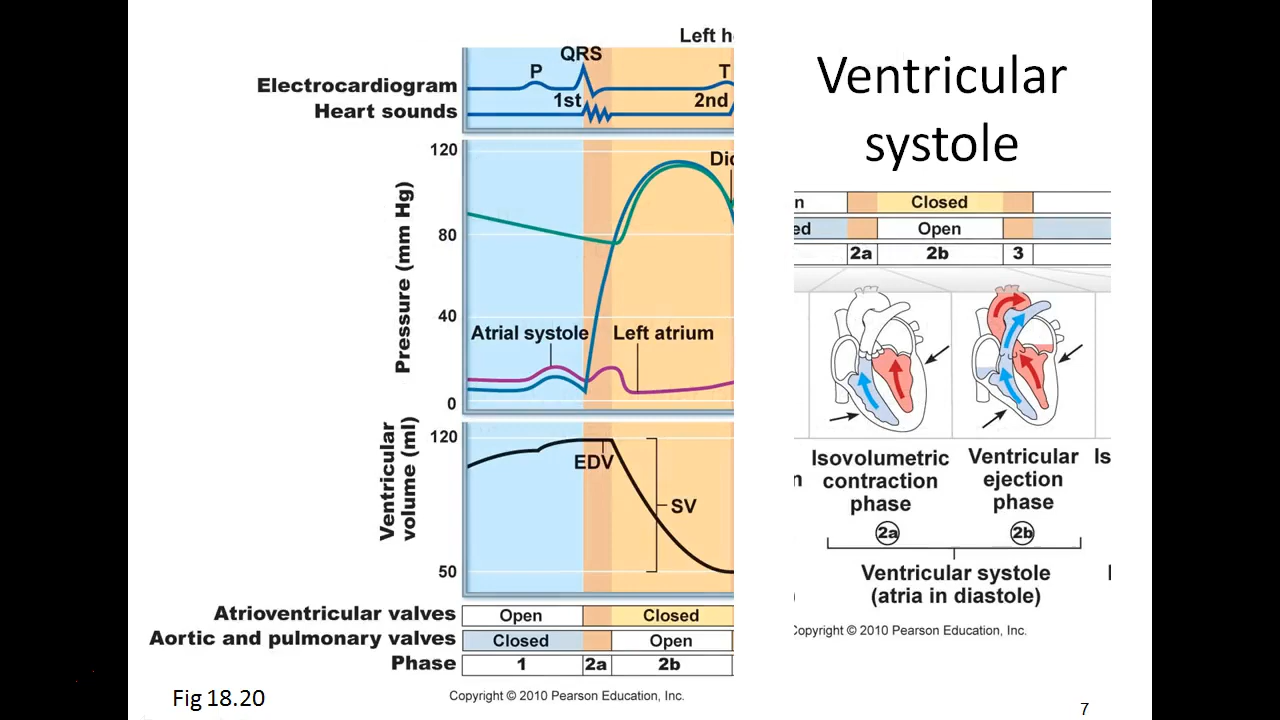 Left h
QRS
P
T
Electrocardiogram
1st
2nd
Heart sounds
120
Dic
80
Pressure (mm Hg)
40
Atrial systole
Left atrium
0
120
Ventricular
volume (ml)
EDV
SV
50
Atrioventricular valves
Open
Closed
Aortic and pulmonary valves
Closed
Open
Phase
1
2a
2b
Fig 18.20
Copyright © 2010 Pearson Education, Inc.
Ventricular
systole
n
Closed
ed
Open
2a
2b
3
Isovolumetric
contraction
phase
2a
Ventricular
ejection
phase
2b
Is
n
Ventricular systole
(atria in diastole)
)
Copyright © 2010 Pearson Education, Inc.
7